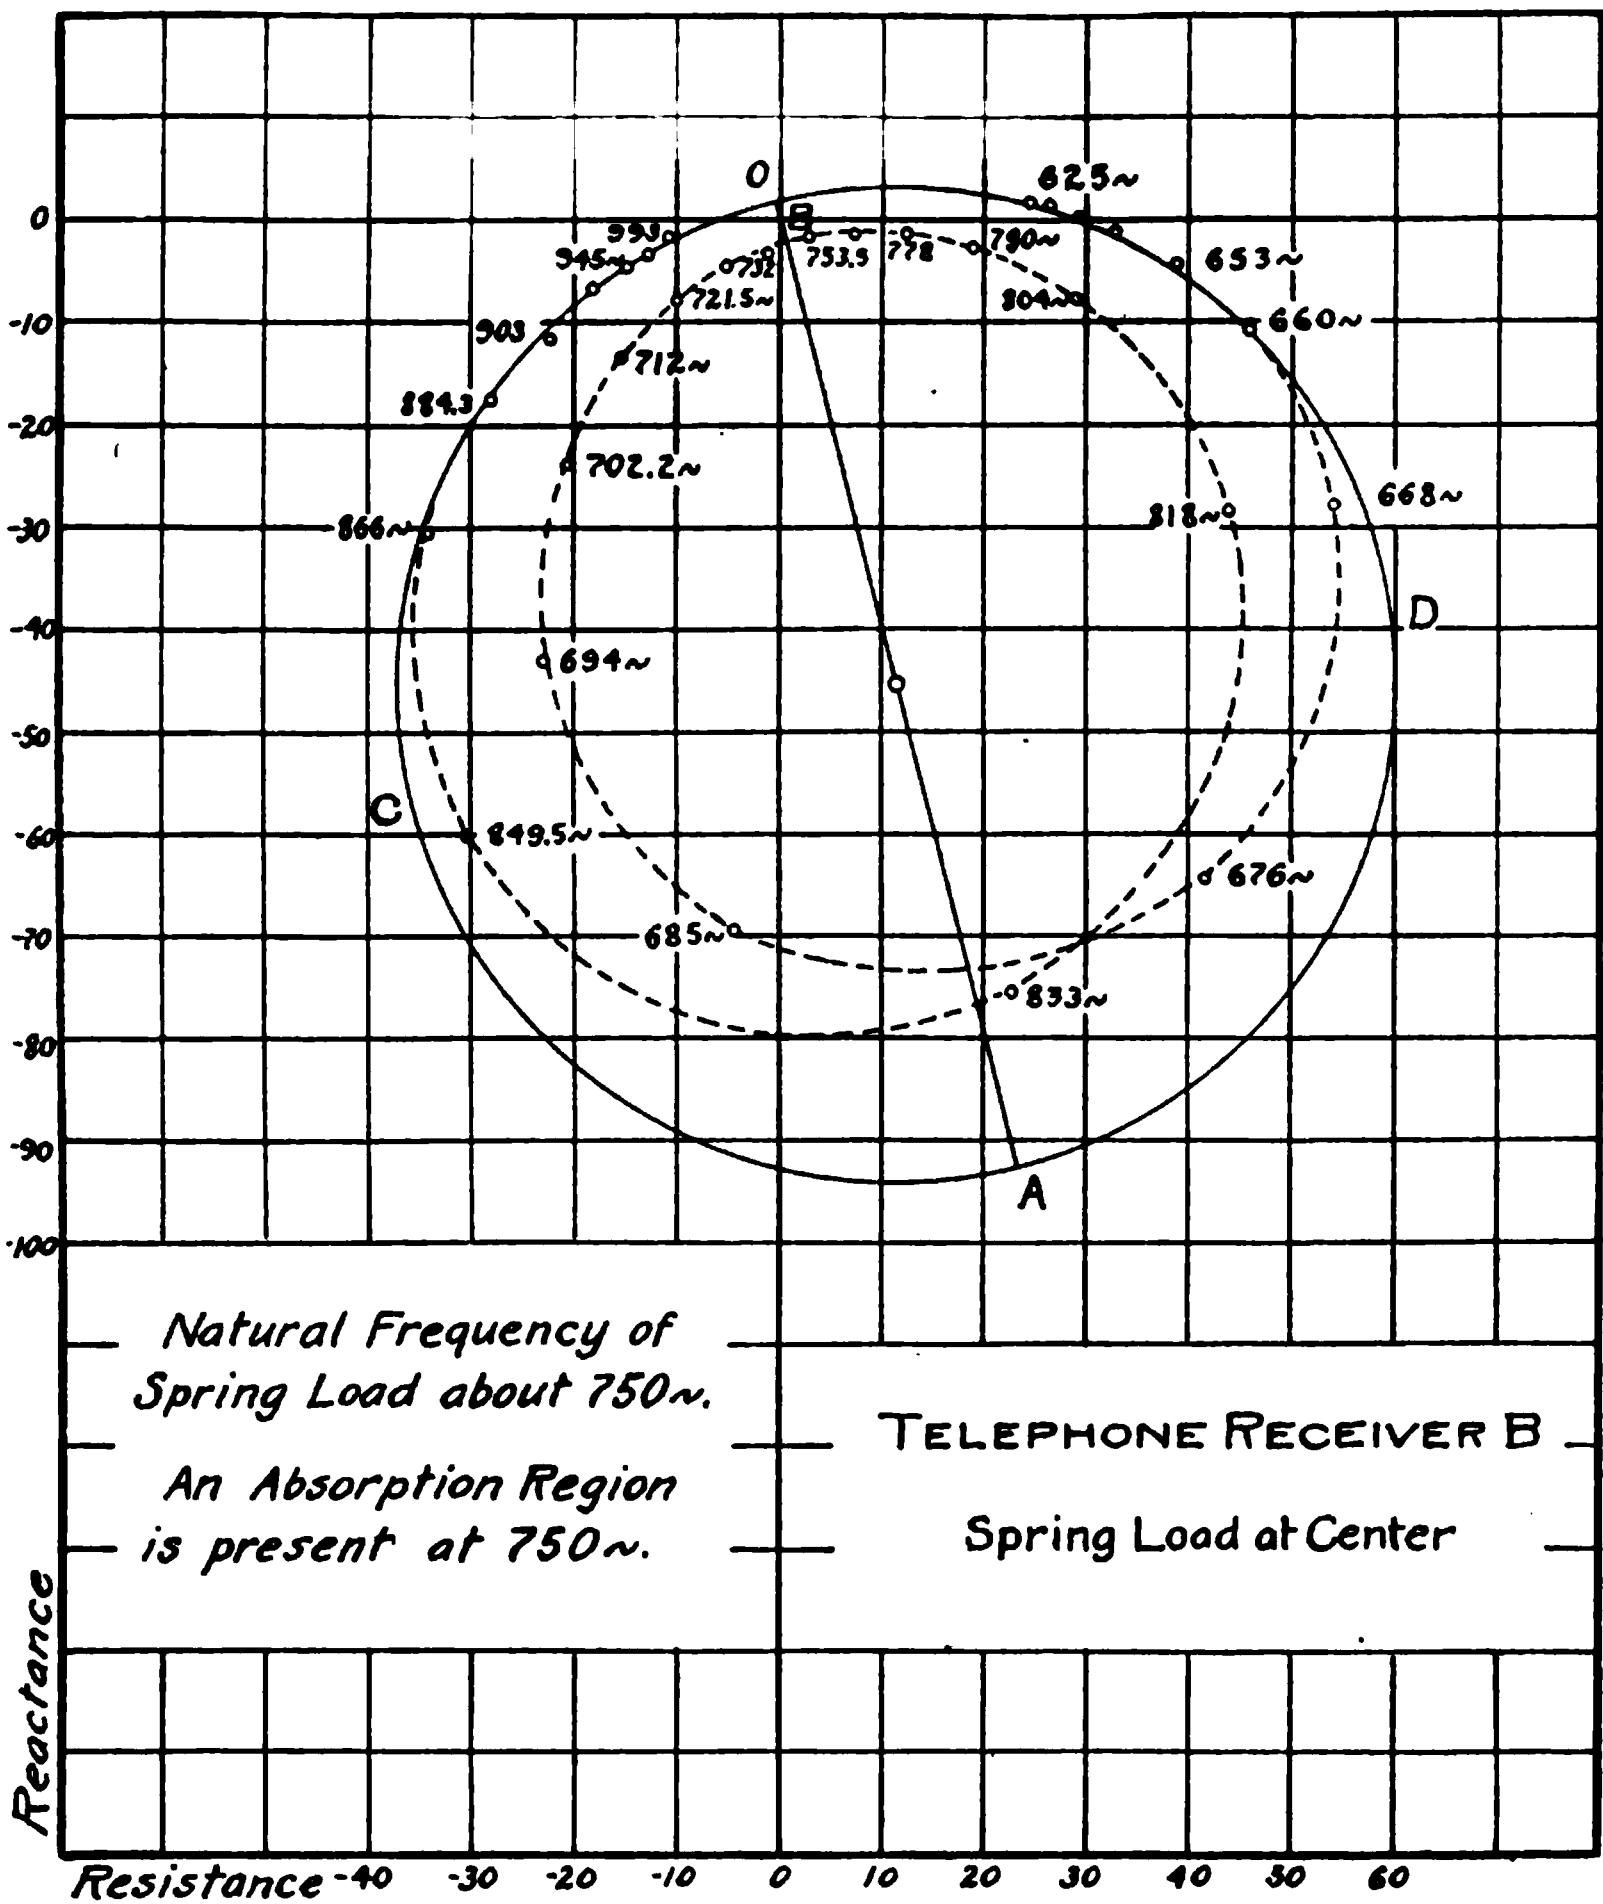 O
625~
0
B
993
790~
945~
732
753.5
778
653~
721.5~
804~
-10
903
660~
712~
884.3
-20
702.2~
668~
866~
818~
-30
-40
D
694~
-50
C
-60
849.5~
676~
-70
685~
833~
-80
-90
A
-100
Natural Frequency of
Spring Load about 750~.
An Absorption Region
is present at 750~.
TELEPHONE RECEIVER B
Spring Load at Center
Reactance
Resistance -40 -30 -20 -10 0 10 20 30 40 50 60